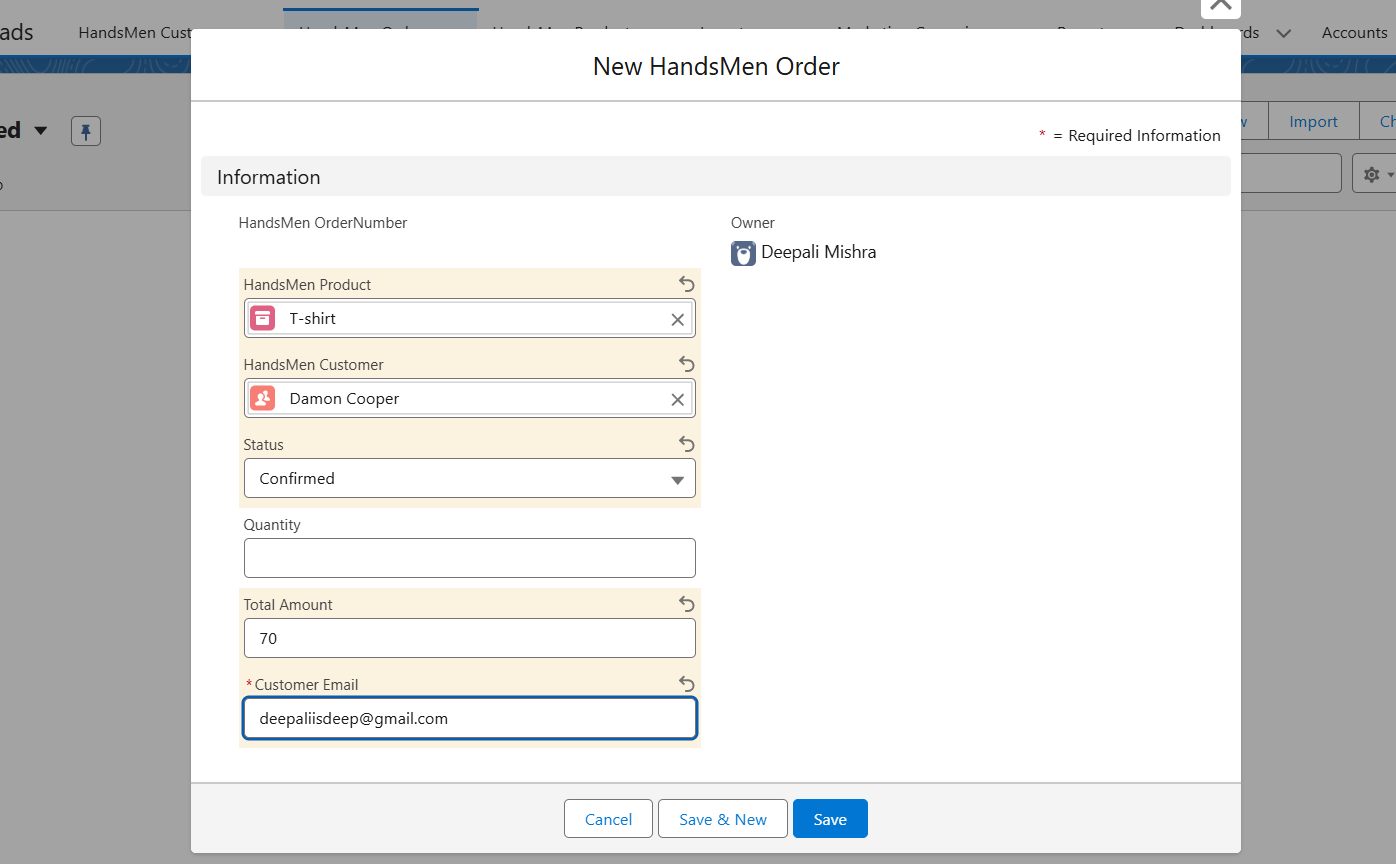 ads HandsMen Cust Accounts
New HandsMen Order
ed
* = Required Information
Import
Information
HandsMen OrderNumber
Owner
Deepali Mishra
HandsMen Product
T-shirt
HandsMen Customer
Damon Cooper
Status
Confirmed
Quantity
Total Amount
70
*Customer Email
deepaliisdeep@gmail.com
Cancel Save & New Save